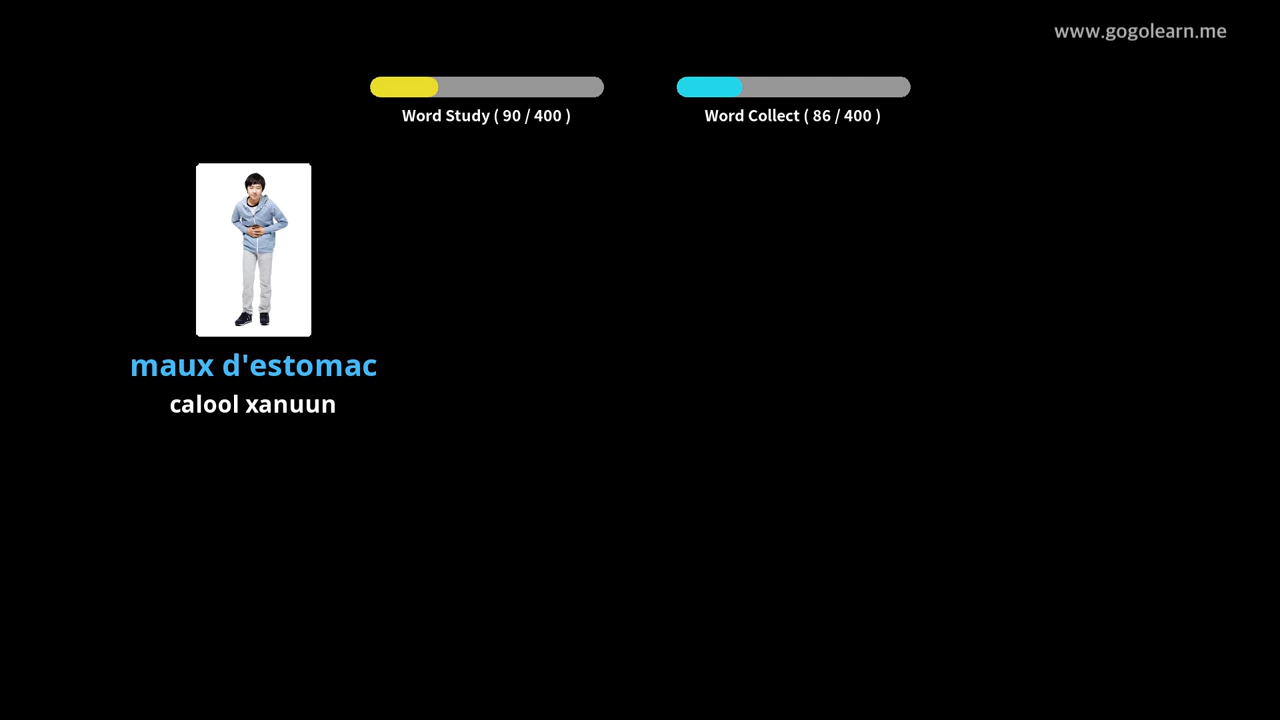 www.gogolearn.me
Word Study ( 90 / 400 )
Word Collect ( 86 / 400 )
maux d'estomac
calool xanuun